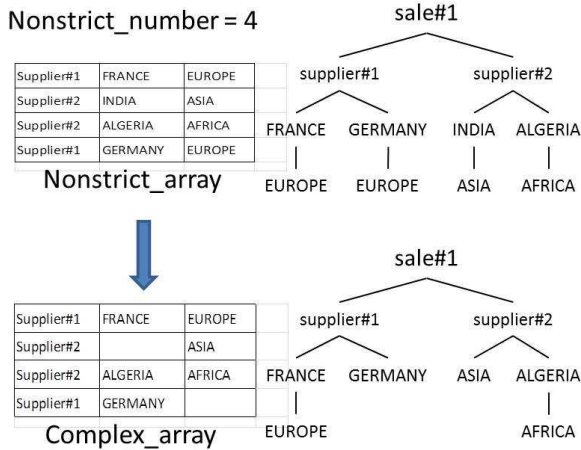 Nonstrict_number = 4
Supplier#1 FRANCE EUROPE
Supplier#2 INDIA ASIA
Supplier#2 ALGERIA AFRICA
Supplier#1 GERMANY EUROPE
Nonstrict_array
sale#1
supplier#1 supplier#2
FRANCE GERMANY INDIA ALGERIA
EUROPE EUROPE ASIA AFRICA
Supplier#1 FRANCE EUROPE
Supplier#2 ASIA
Supplier#2 ALGERIA AFRICA
Supplier#1 GERMANY
Complex_array
sale#1
supplier#1 supplier#2
FRANCE GERMANY ASIA ALGERIA
EUROPE AFRICA